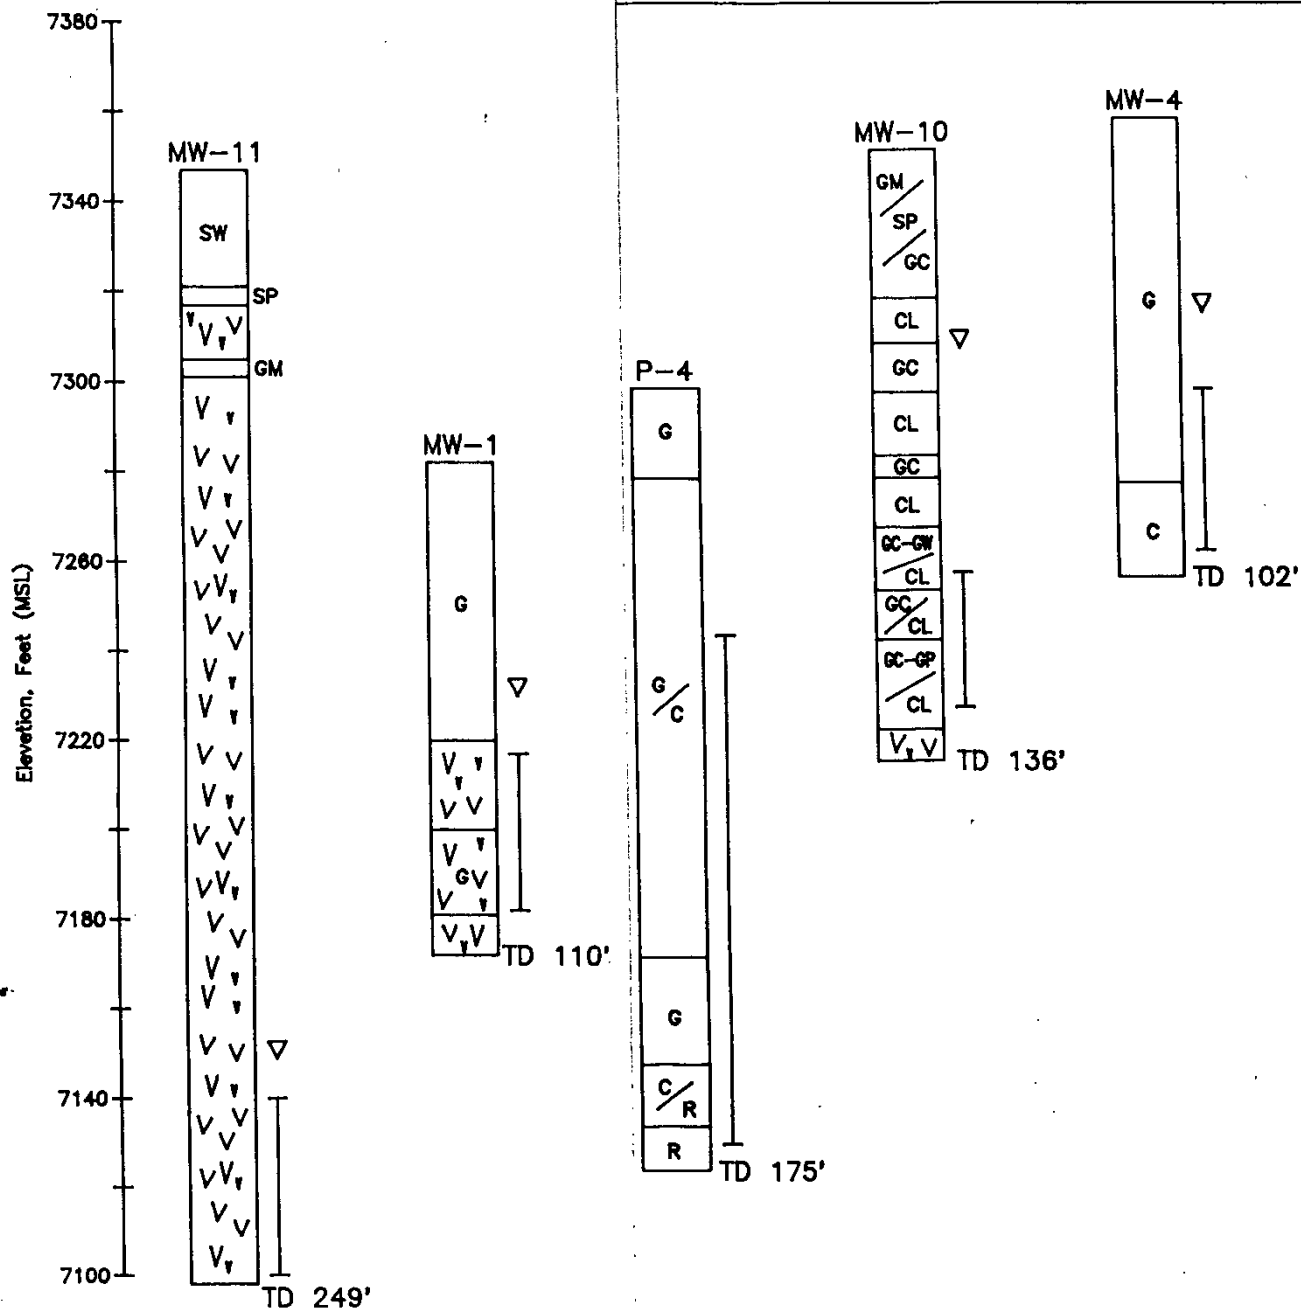 7380
7340
7300
7260
7220
7180
7140
7100
Elevation, Feet (MSL)
MW-11
SW
SP
GM
TD 249'
MW-1
G
G
TD 110'
P-4
G
G/C
G
C/R
R
TD 175'
MW-10
GM/SP/GC
CL
GC
CL
GC
CL
GC-GW/CL
GC/CL
GC-GP/CL
TD 136'
MW-4
G
C
TD 102'